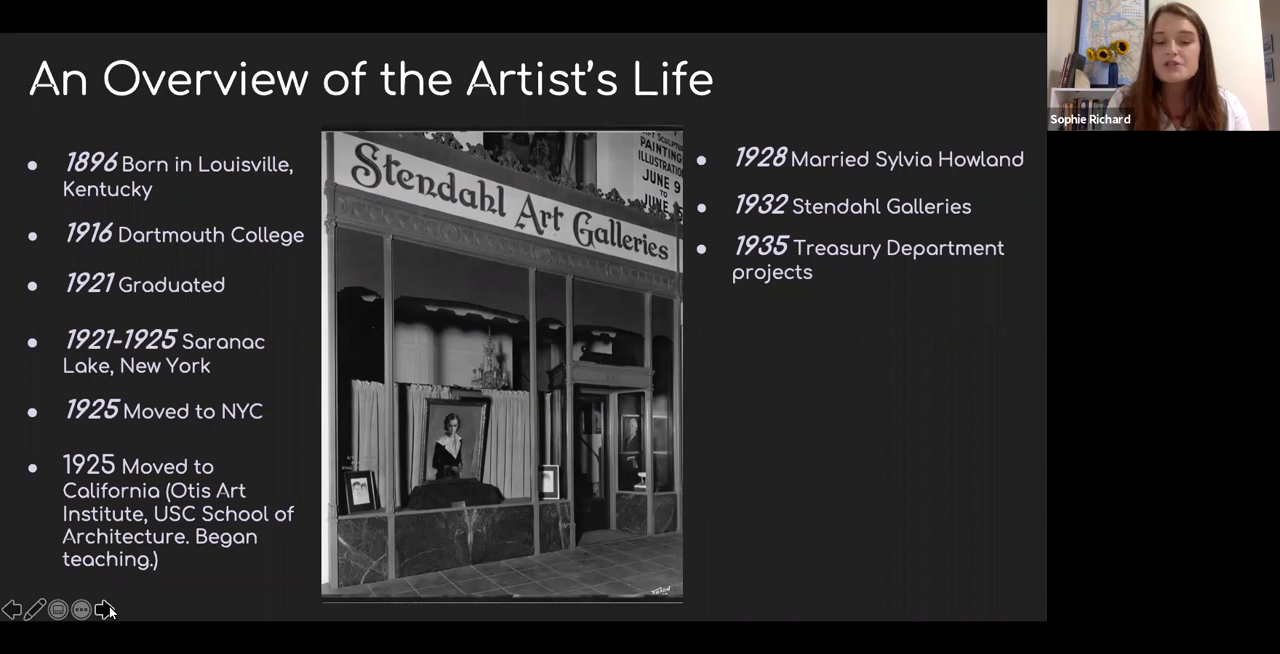 An Overview of the Artist's Life
Sophie Richard
1896 Born in Louisville,
Kentucky
1916 Dartmouth College
1921 Graduated
1921-1925 Saranac
Lake, New York
1925 Moved to NYC
1925 Moved to
California (Otis Art
Institute, USC School of
Architecture. Began
teaching.)
Stendahl Art Galleries
PAINTING
JUNE 9
TO
JUNE
1928 Married Sylvia Howland
1932 Stendahl Galleries
1935 Treasury Department
projects